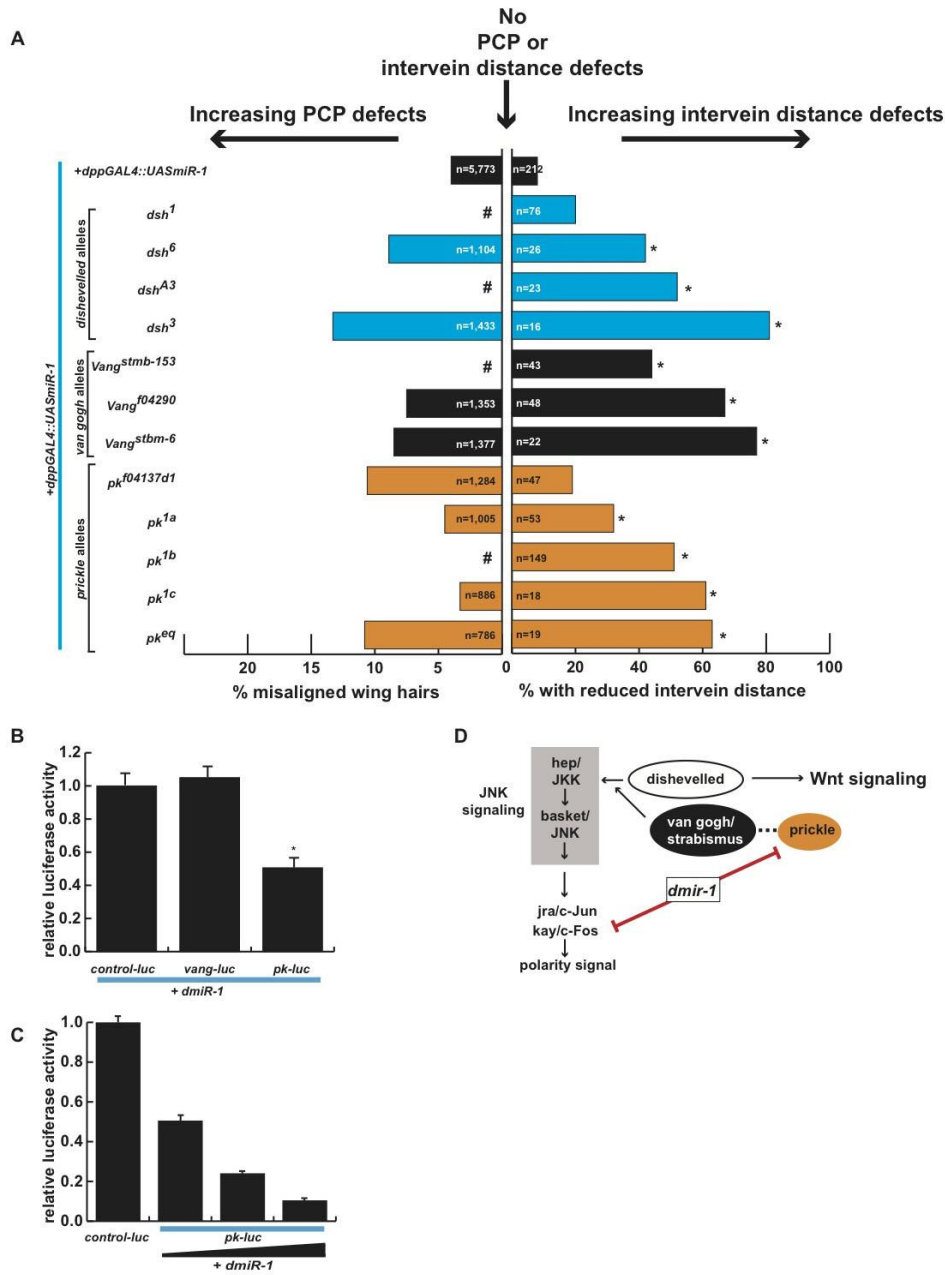 A
No
PCP or
intervein distance defects
Increasing PCP defects
Increasing intervein distance defects
+dppGAL4::UASmiR-1
n=5,773
n=212
+dppGAL4::UASmiR-1
dishevelled alleles
dsh1
#
n=76
dsh6
n=1,104
n=26
*
dshA3
#
n=23
*
dsh3
n=1,433
n=16
*
van gogh alleles
Vangstmb-153
#
n=43
*
Vangf04290
n=1,353
n=48
*
Vangstbm-6
n=1,377
n=22
*
prickle alleles
pkf04137d1
n=1,284
n=47
pk1a
n=1,005
n=53
*
pk1b
#
n=149
*
pk1c
n=886
n=18
*
pkeq
n=786
n=19
*
20 15 10 5 0 20 40 60 80 100
% misaligned wing hairs
% with reduced intervein distance
B
relative luciferase activity
1.2
1.0
0.8
0.6
0.4
0.2
0.0
*
control-luc vang-luc pk-luc
+ dmiR-1
C
relative luciferase activity
1.0
0.8
0.6
0.4
0.2
0.0
control-luc pk-luc
+ dmiR-1
D
JNK
signaling
hep/
JKK
basket/
JNK
dishevelled
Wnt signaling
van gogh/
strabismus
prickle
dmir-1
jra/c-Jun
kay/c-Fos
polarity signal